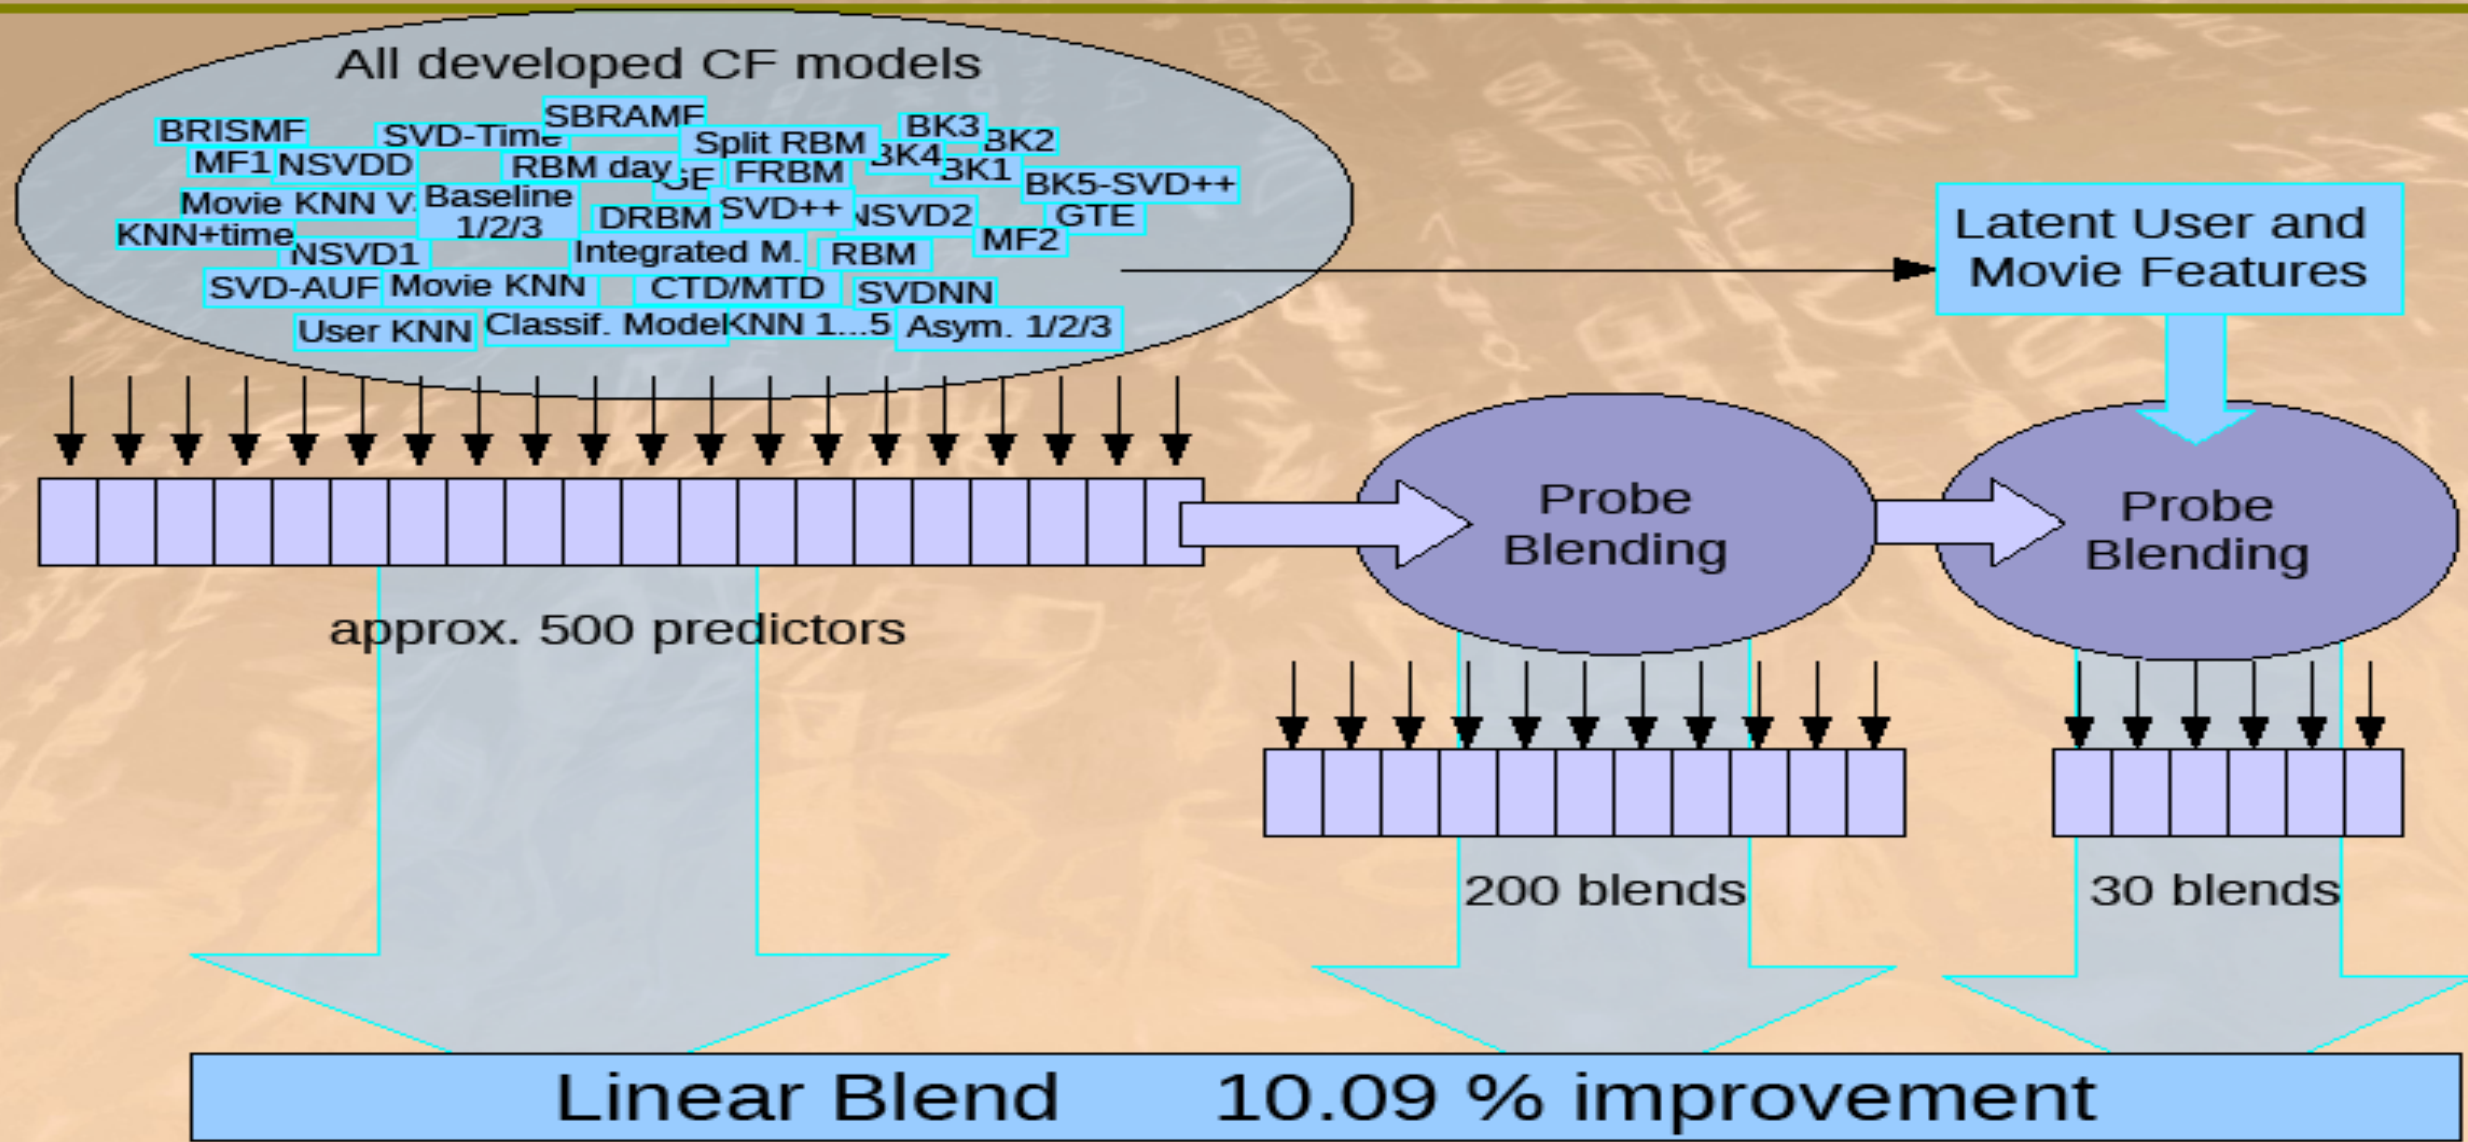 All developed CF models
SBRAMF
BRISMF
SVD-Time
Split RBM
BK3
BK2
MF1
NSVDD
RBM day
GE
FRBM
BK4
BK1
BK5-SVD++
Movie KNN V
Baseline
1/2/3
DRBM
SVD++
NSVD2
GTE
KNN+time
NSVD1
Integrated M.
RBM
MF2
SVD-AUF
Movie KNN
CTD/MTD
SVDNN
User KNN
Classif. Model
KNN 1...5
Asym. 1/2/3
Latent User and
Movie Features
Probe
Blending
Probe
Blending
approx. 500 predictors
200 blends
30 blends
Linear Blend 10.09 % improvement